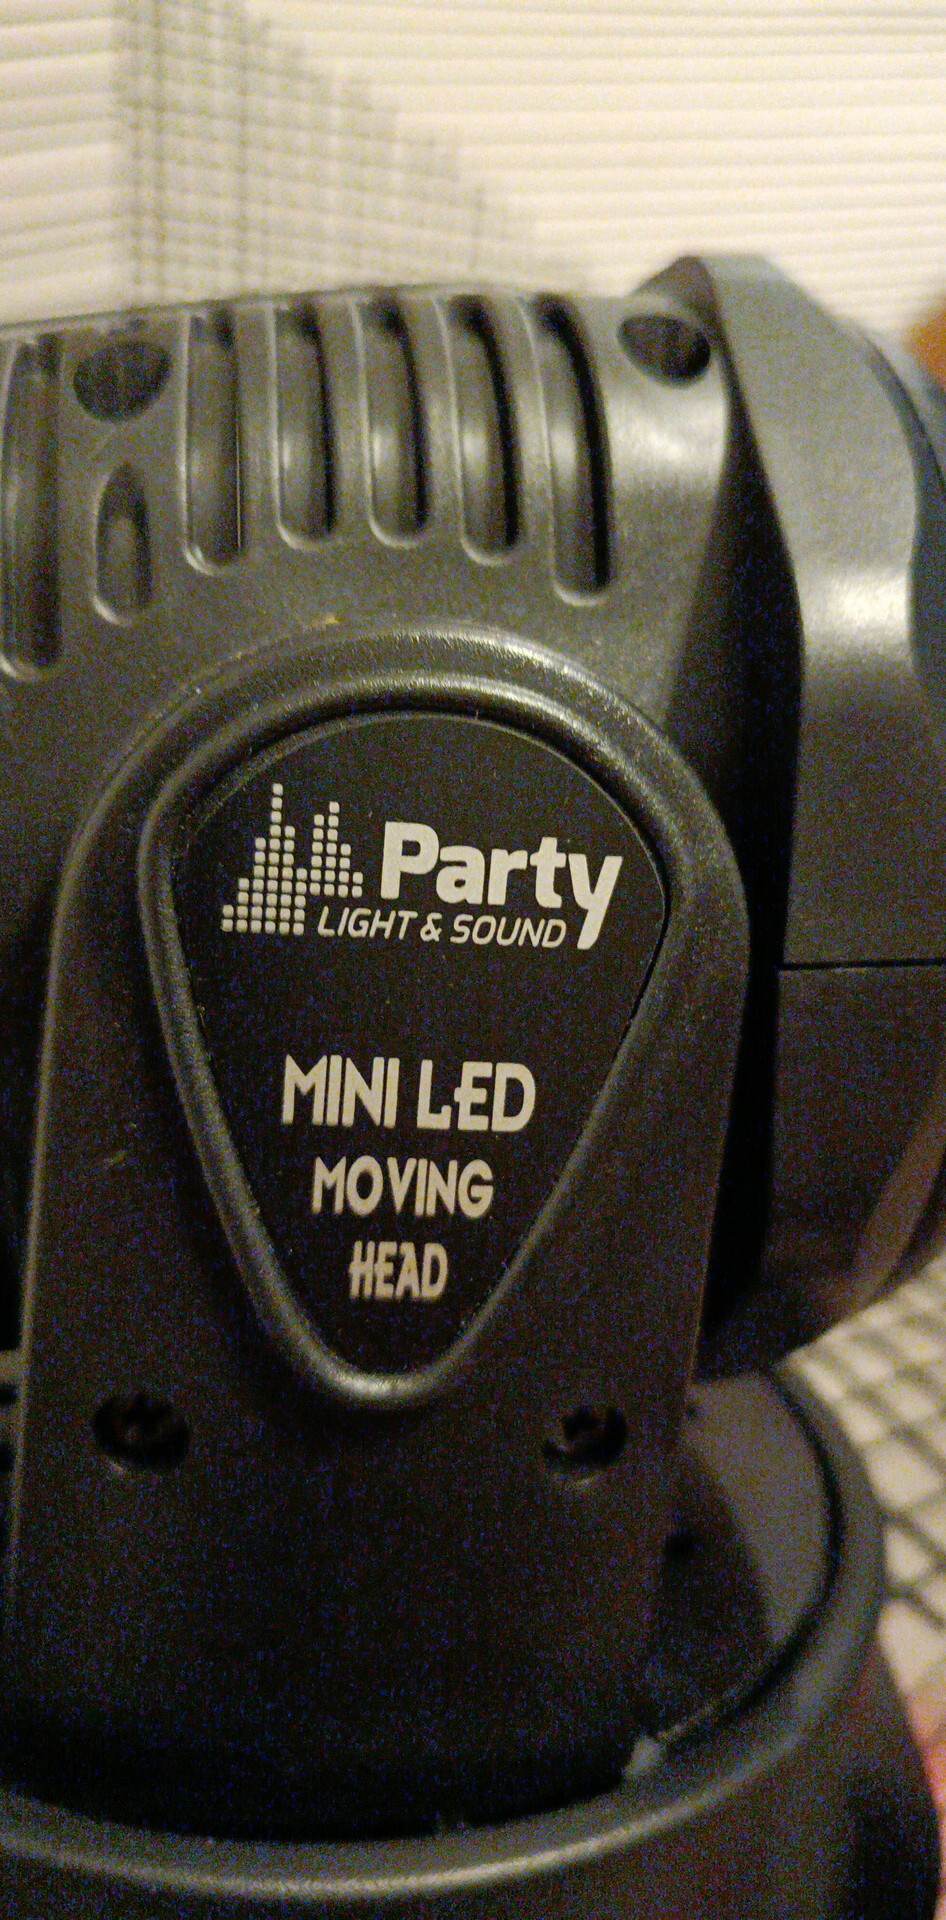 Party
LIGHT & SOUND
MINI LED
MOVING
HEAD